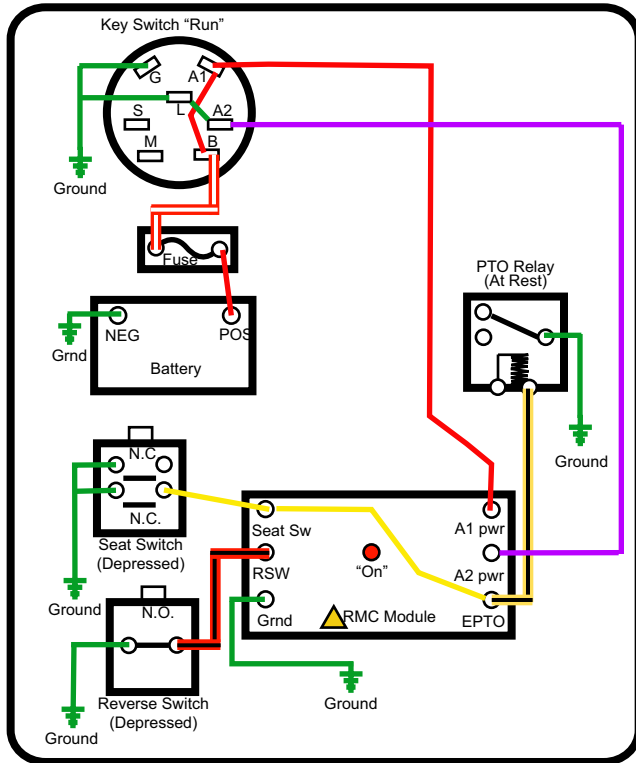 Key Switch “Run”
G
A1
L
S
A2
M
B
Ground
Fuse
PTO Relay
(At Rest)
Grnd
NEG
POS
Battery
Ground
N.C.
N.C.
Seat Switch
(Depressed)
Seat Sw
A1 pwr
RSW
“On”
A2 pwr
Grnd
RMC Module
EPTO
Ground
N.O.
Reverse Switch
(Depressed)
Ground
Ground